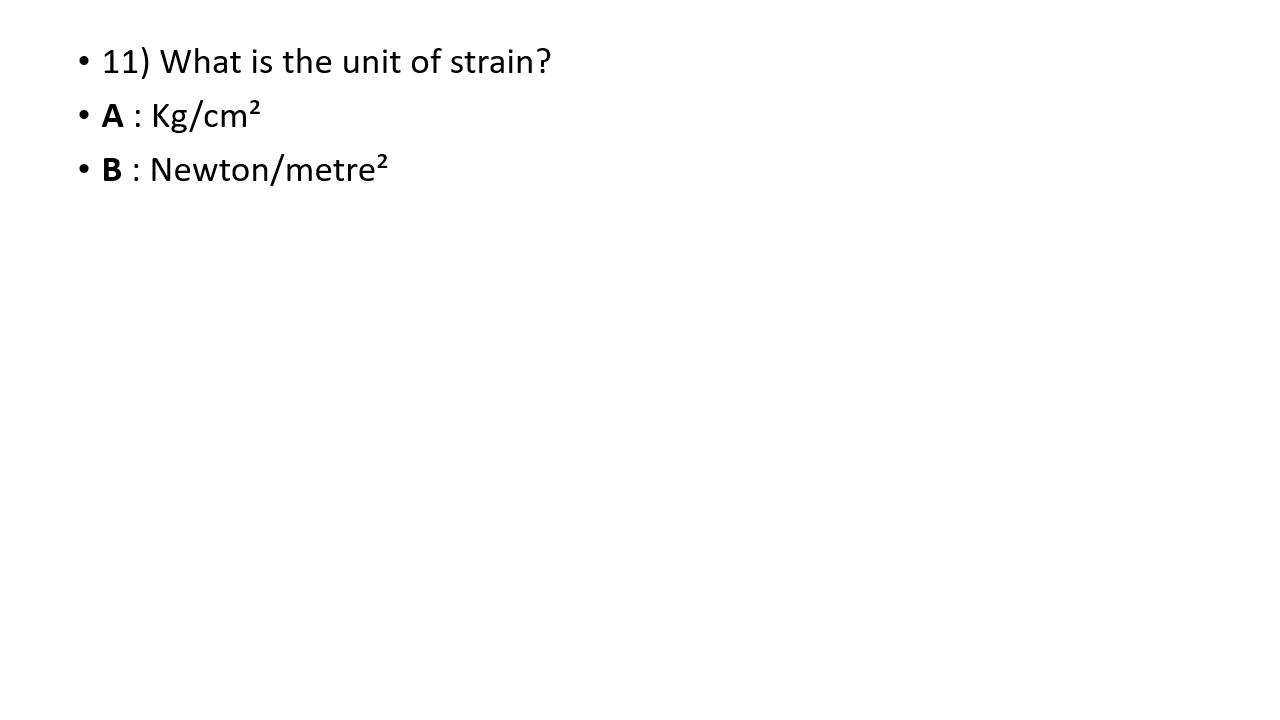 • 11) What is the unit of strain?
• A : Kg/cm²
• B : Newton/metre²